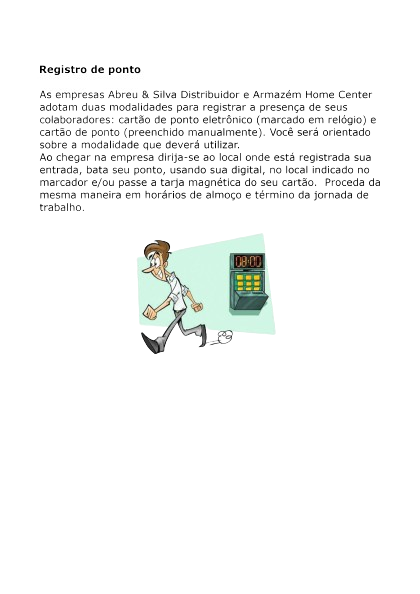 Registro de ponto
As empresas Abreu & Silva Distribuidor e Armazém Home Center
adotam duas modalidades para registrar a presença de seus
colaboradores: cartão de ponto eletrônico (marcado em relógio) e
cartão de ponto (preenchido manualmente). Você será orientado
sobre a modalidade que deverá utilizar.
Ao chegar na empresa dirija-se ao local onde está registrada sua
entrada, bata seu ponto, usando sua digital, no local indicado no
marcador e/ou passe a tarja magnética do seu cartão. Proceda da
mesma maneira em horários de almoço e término da jornada de
trabalho.
08:00